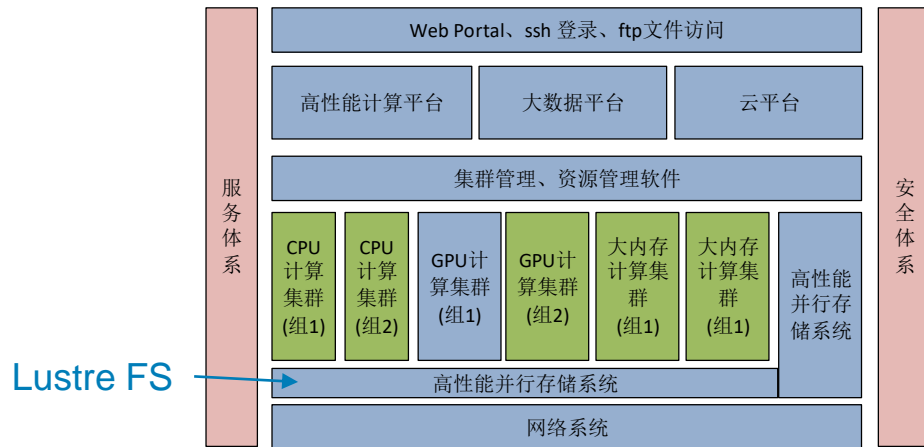 Web Portal、ssh 登录、ftp文件访问
高性能计算平台
大数据平台
云平台
集群管理、资源管理软件
服
务
体
系
安
全
体
系
CPU
计算
集群
(组1)
CPU
计算
集群
(组2)
GPU计
算集群
(组1)
GPU计
算集群
(组2)
大内存
计算集
群
(组1)
大内存
计算集
群
(组1)
高性能
并行存
储系统
Lustre FS
高性能并行存储系统
网络系统